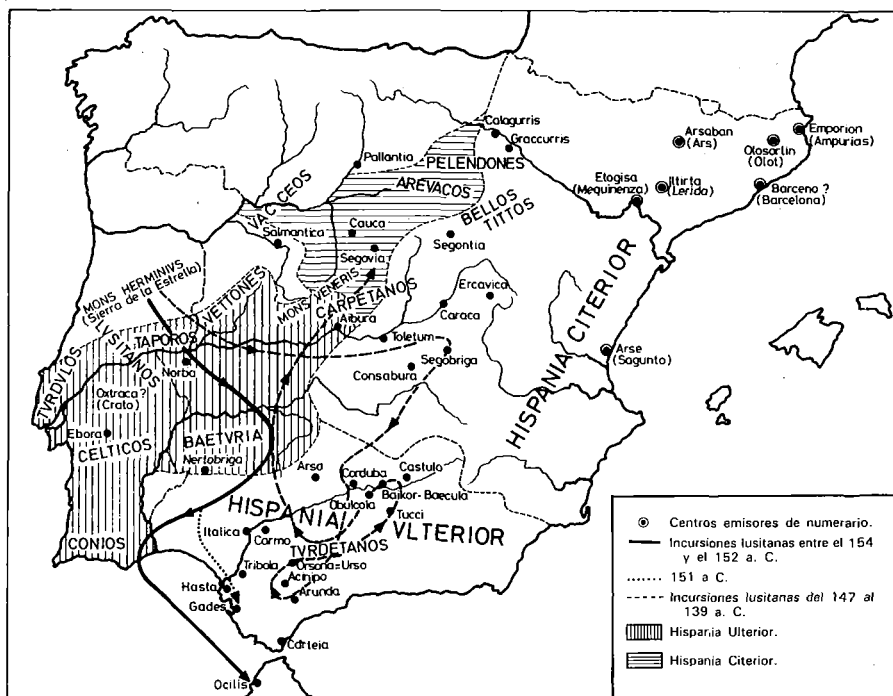 Calagurris
Graccurris
Pallantia
PELENDONES
AREVACOS
VACCEOS
BELLOS
TITTOS
Cauca
Segovia
Salmantica
Segontia
Arsaban
(Ars)
Olosortin
(Olot)
Emporion
(Ampurias)
Etogisa
(Mequinenza)
Iltirta
(Lerida)
Barceno ?
(Barcelona)
MONS HERMINIVS
(Sierra de la Estrella)
VETTONES
MONS VENERIS
CARPETANOS
Ercavica
Caraca
Aibura
Toletum
Segobriga
Consabura
HISPANIA CITERIOR
Arse
(Sagunto)
TVRDVLOS
LVSITANOS
TAPOROS
Norba
Oxtraca ?
(Crato)
Ebora
CELTICOS
BAETVRIA
Nertobriga
CONIOS
Arsa
Corduba
Castulo
Obulcola
Baikor-Baecula
Tucci
HISPANIA
VLTERIOR
Italica
Carmo
TVRDETANOS
Orsona=Urso
Tribola
Acinipo
Arunda
Hasta
Gades
Carteia
Ocilis
Centros emisores de numerario.
Incursiones lusitanas entre el 154
y el 152 a. C.
151 a C.
Incursiones lusitanas del 147 al
139 a. C.
Hispania Ulterior.
Hispania Citerior.